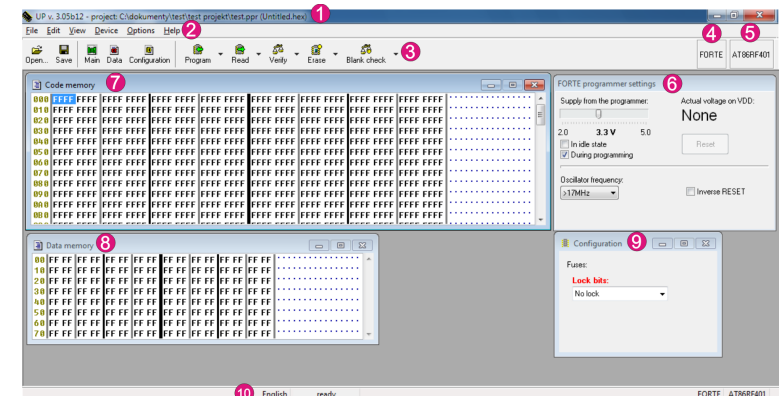 UP v. 3.05b12 - project: C:\dokumenty\test\test projekt\test.ppr (Untitled.hex) 1
File Edit View Device Options Help 2
Open... Save Main Data Configuration Program Read Verify Erase Blank check 3
4 5
FORTE AT86RF401
7 Code memory
000 FFFF FFFF FFFF FFFF FFFF FFFF FFFF FFFF FFFF FFFF FFFF FFFF FFFF FFFF FFFF FFFF
010 FFFF FFFF FFFF FFFF FFFF FFFF FFFF FFFF FFFF FFFF FFFF FFFF FFFF FFFF FFFF FFFF
020 FFFF FFFF FFFF FFFF FFFF FFFF FFFF FFFF FFFF FFFF FFFF FFFF FFFF FFFF FFFF FFFF
030 FFFF FFFF FFFF FFFF FFFF FFFF FFFF FFFF FFFF FFFF FFFF FFFF FFFF FFFF FFFF FFFF
040 FFFF FFFF FFFF FFFF FFFF FFFF FFFF FFFF FFFF FFFF FFFF FFFF FFFF FFFF FFFF FFFF
050 FFFF FFFF FFFF FFFF FFFF FFFF FFFF FFFF FFFF FFFF FFFF FFFF FFFF FFFF FFFF FFFF
060 FFFF FFFF FFFF FFFF FFFF FFFF FFFF FFFF FFFF FFFF FFFF FFFF FFFF FFFF FFFF FFFF
070 FFFF FFFF FFFF FFFF FFFF FFFF FFFF FFFF FFFF FFFF FFFF FFFF FFFF FFFF FFFF FFFF
080 FFFF FFFF FFFF FFFF FFFF FFFF FFFF FFFF FFFF FFFF FFFF FFFF FFFF FFFF FFFF FFFF
090 FFFF FFFF FFFF FFFF FFFF FFFF FFFF FFFF FFFF FFFF FFFF FFFF FFFF FFFF FFFF FFFF
0A0 FFFF FFFF FFFF FFFF FFFF FFFF FFFF FFFF FFFF FFFF FFFF FFFF FFFF FFFF FFFF FFFF
0B0 FFFF FFFF FFFF FFFF FFFF FFFF FFFF FFFF FFFF FFFF FFFF FFFF FFFF FFFF FFFF FFFF
FORTE programmer settings 6
Supply from the programmer:
Actual voltage on VDD:
None
2.0 3.3 V 5.0
In idle state
Reset
During programming
Oscillator frequency:
>17MHz
Inverse RESET
Data memory 8
00 FF FF FF FF FF FF FF FF FF FF FF FF FF FF FF FF
10 FF FF FF FF FF FF FF FF FF FF FF FF FF FF FF FF
20 FF FF FF FF FF FF FF FF FF FF FF FF FF FF FF FF
30 FF FF FF FF FF FF FF FF FF FF FF FF FF FF FF FF
40 FF FF FF FF FF FF FF FF FF FF FF FF FF FF FF FF
50 FF FF FF FF FF FF FF FF FF FF FF FF FF FF FF FF
60 FF FF FF FF FF FF FF FF FF FF FF FF FF FF FF FF
70 FF FF FF FF FF FF FF FF FF FF FF FF FF FF FF FF
Configuration 9
Fuses:
Lock bits:
No lock
10 English ready FORTE AT86RF401